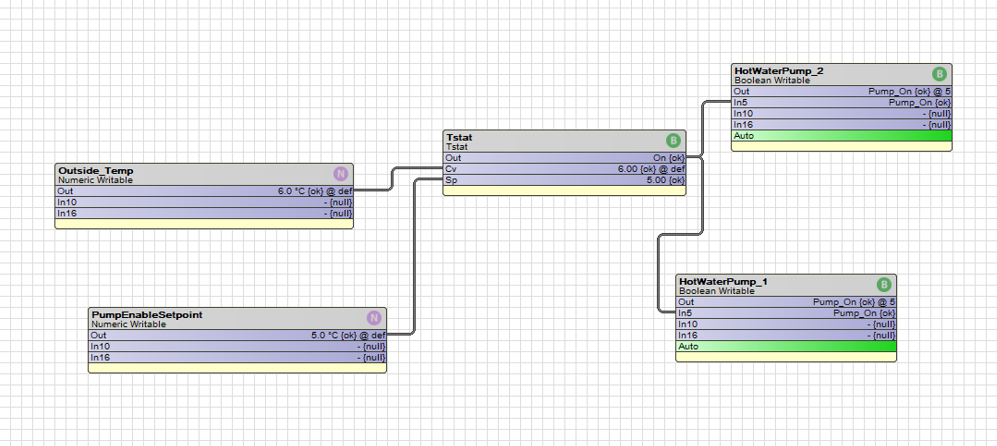 HotWaterPump_2
Boolean Writable
B
Out Pump_On {ok} @ 5
In5 Pump_On {ok}
In10 - {null}
In16 - {null}
Auto
Tstat
Tstat
B
Out On {ok}
Cv 6.00 {ok} @ def
Sp 5.00 {ok}
Outside_Temp
Numeric Writable
N
Out 6.0 °C {ok} @ def
In10 - {null}
In16 - {null}
PumpEnableSetpoint
Numeric Writable
N
Out 5.0 °C {ok} @ def
In10 - {null}
In16 - {null}
HotWaterPump_1
Boolean Writable
B
Out Pump_On {ok} @ 5
In5 Pump_On {ok}
In10 - {null}
In16 - {null}
Auto